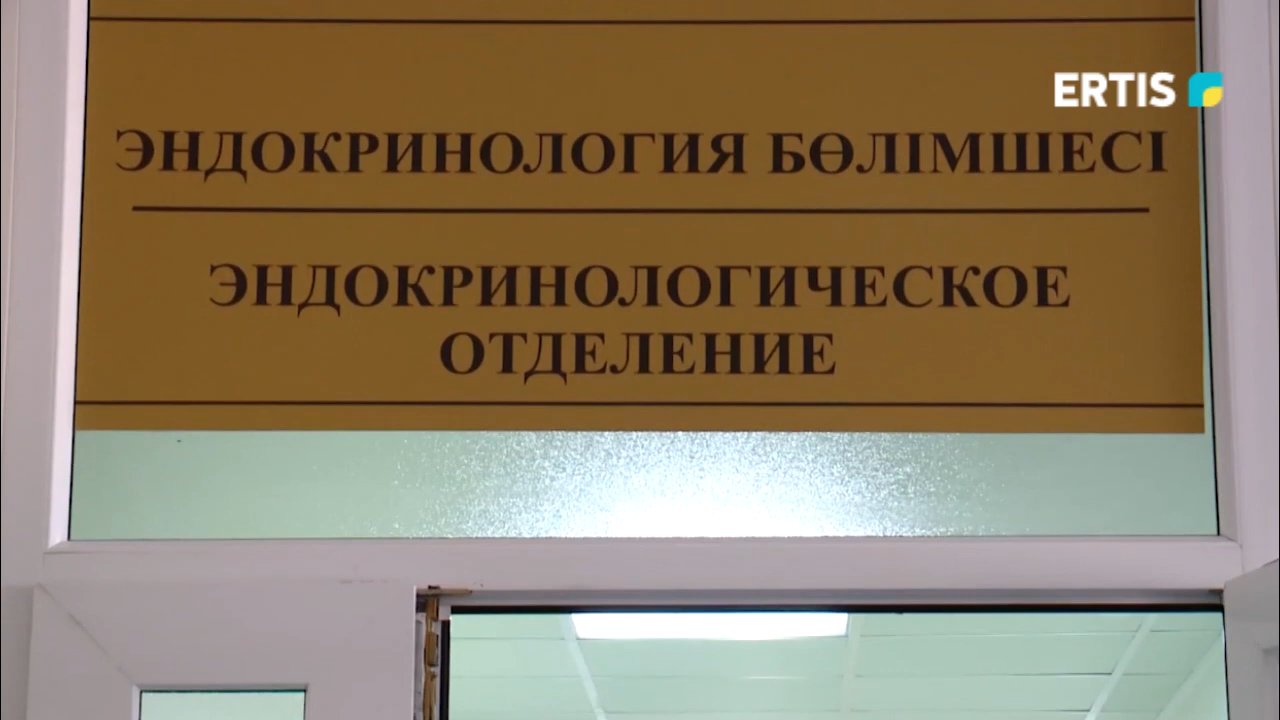 ERTIS
ЭНДОКРИНОЛОГИЯ БӨЛІМШЕСІ
ЭНДОКРИНОЛОГИЧЕСКОЕ
ОТДЕЛЕНИЕ